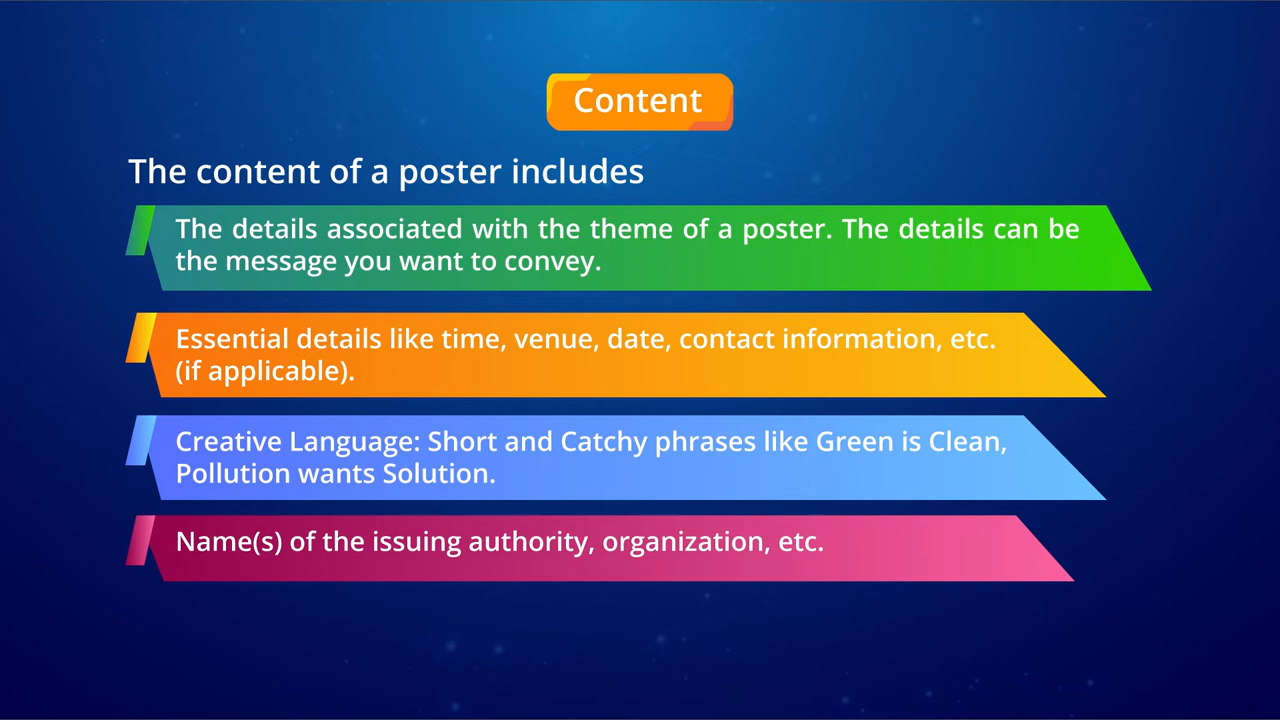 Content
The content of a poster includes
The details associated with the theme of a poster. The details can be
the message you want to convey.
Essential details like time, venue, date, contact information, etc.
(if applicable).
Creative Language: Short and Catchy phrases like Green is Clean,
Pollution wants Solution.
Name(s) of the issuing authority, organization, etc.